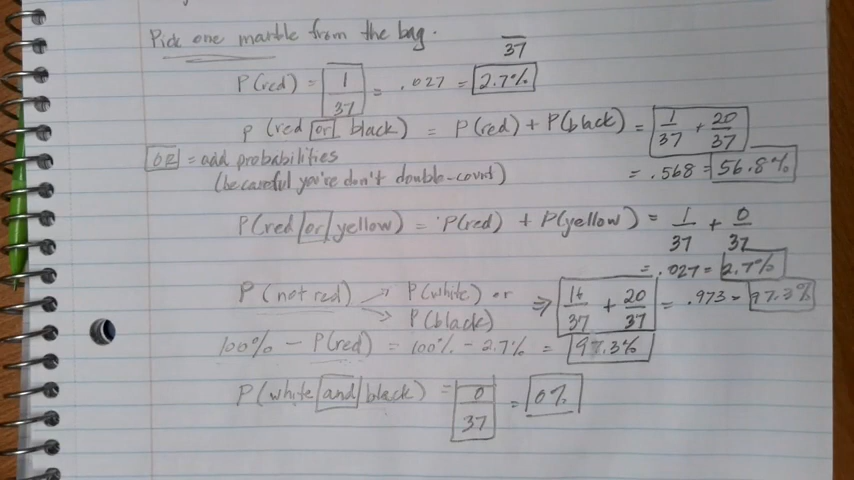 Pick one marble from the bag.
37
P(red) = 1/37 = .027 = 2.7%
P(red or black) = P(red) + P(black) = 1/37 + 20/37
OR = add probabilities
(be careful you're don't double-count)
= .568 = 56.8%
P(red or yellow) = P(red) + P(yellow) = 1/37 + 0/37
= .027 = 2.7%
P(not red) → P(white) or ⇒ 16/37 + 20/37 = .973 = 97.3%
→ P(black)
100% - P(red) = 100% - 2.7% = 97.3%
P(white and black) = 0/37 = 0%